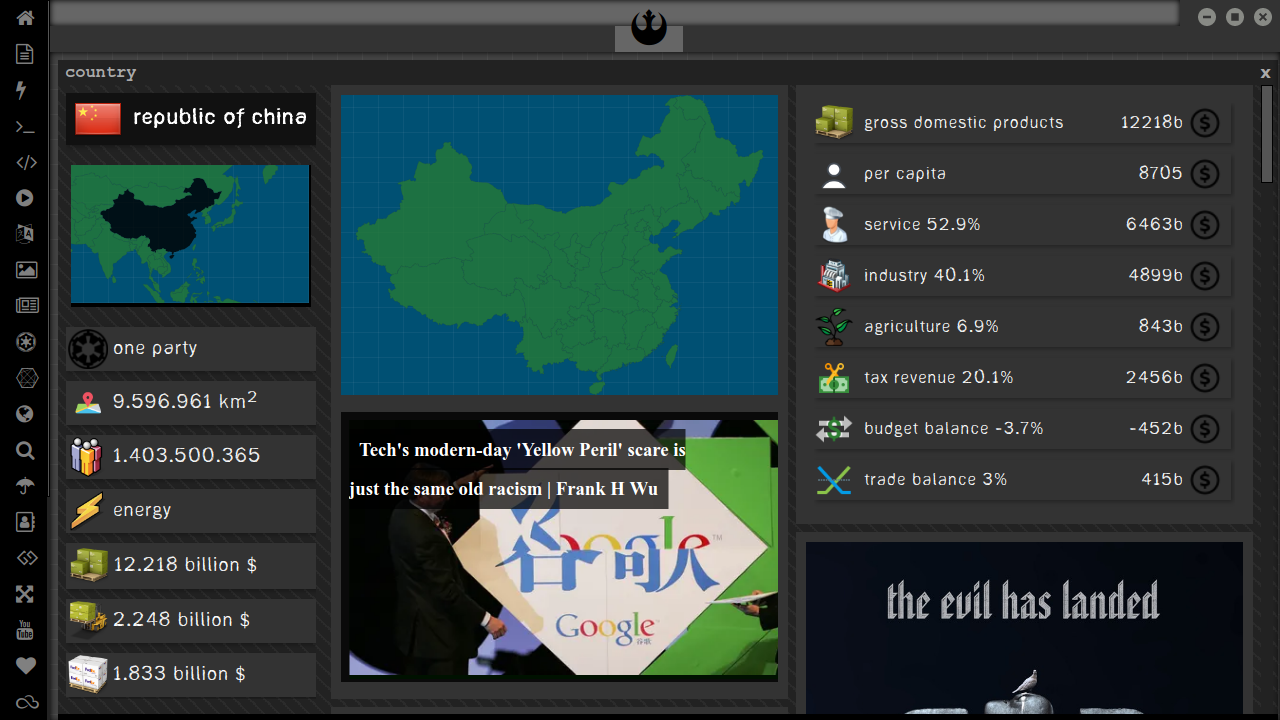 country
x
republic of china
one party
9.596.961 km²
1.403.500.365
energy
12.218 billion $
2.248 billion $
1.833 billion $
Tech's modern-day 'Yellow Peril' scare is
just the same old racism | Frank H Wu
Google
谷歌
TM
Google
谷歌
gross domestic products 12218b
per capita 8705
service 52.9% 6463b
industry 40.1% 4899b
agriculture 6.9% 843b
tax revenue 20.1% 2456b
budget balance -3.7% -452b
trade balance 3% 415b
the evil has landed
You
Tube